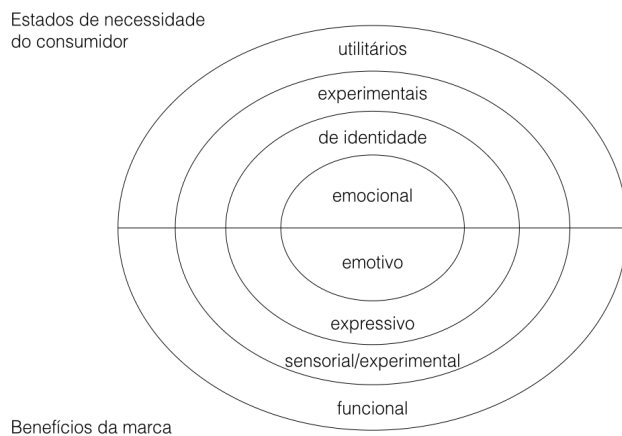 Estados de necessidade
do consumidor
utilitários
experimentais
de identidade
emocional
emotivo
expressivo
sensorial/experimental
funcional
Benefícios da marca